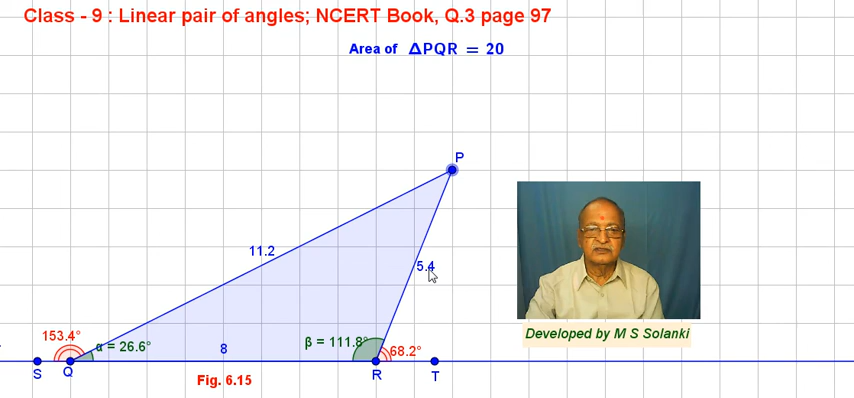 Class - 9 : Linear pair of angles; NCERT Book, Q.3 page 97
Area of ΔPQR = 20
P
11.2
5.4
153.4°
α = 26.6°
8
β = 111.8°
68.2°
S
Q
R
T
Fig. 6.15
Developed by M S Solanki